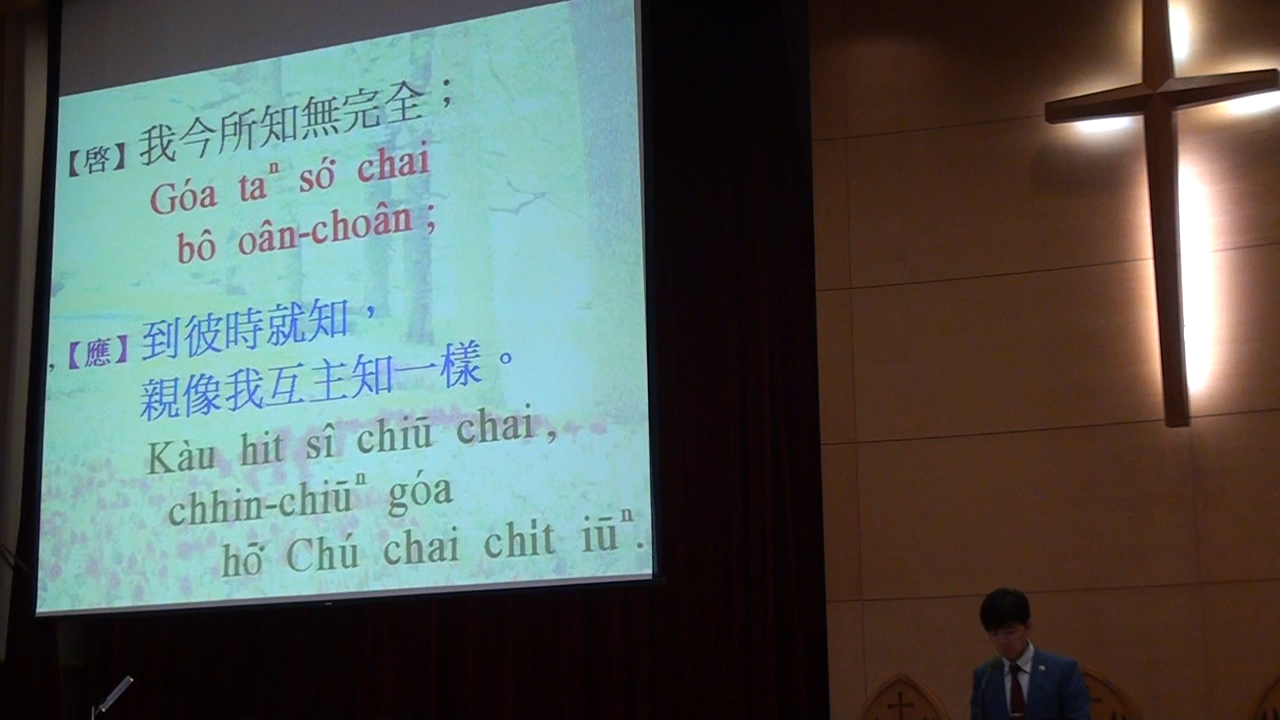 【啓】我今所知無完全；
Góa taⁿ só͘ chai
bô oân-choân；
，【應】到彼時就知，
親像我互主知一樣。
Kàu hit sî chiū chai，
chhin-chiūⁿ góa
hō͘ Chú chai chi̍t iūⁿ.